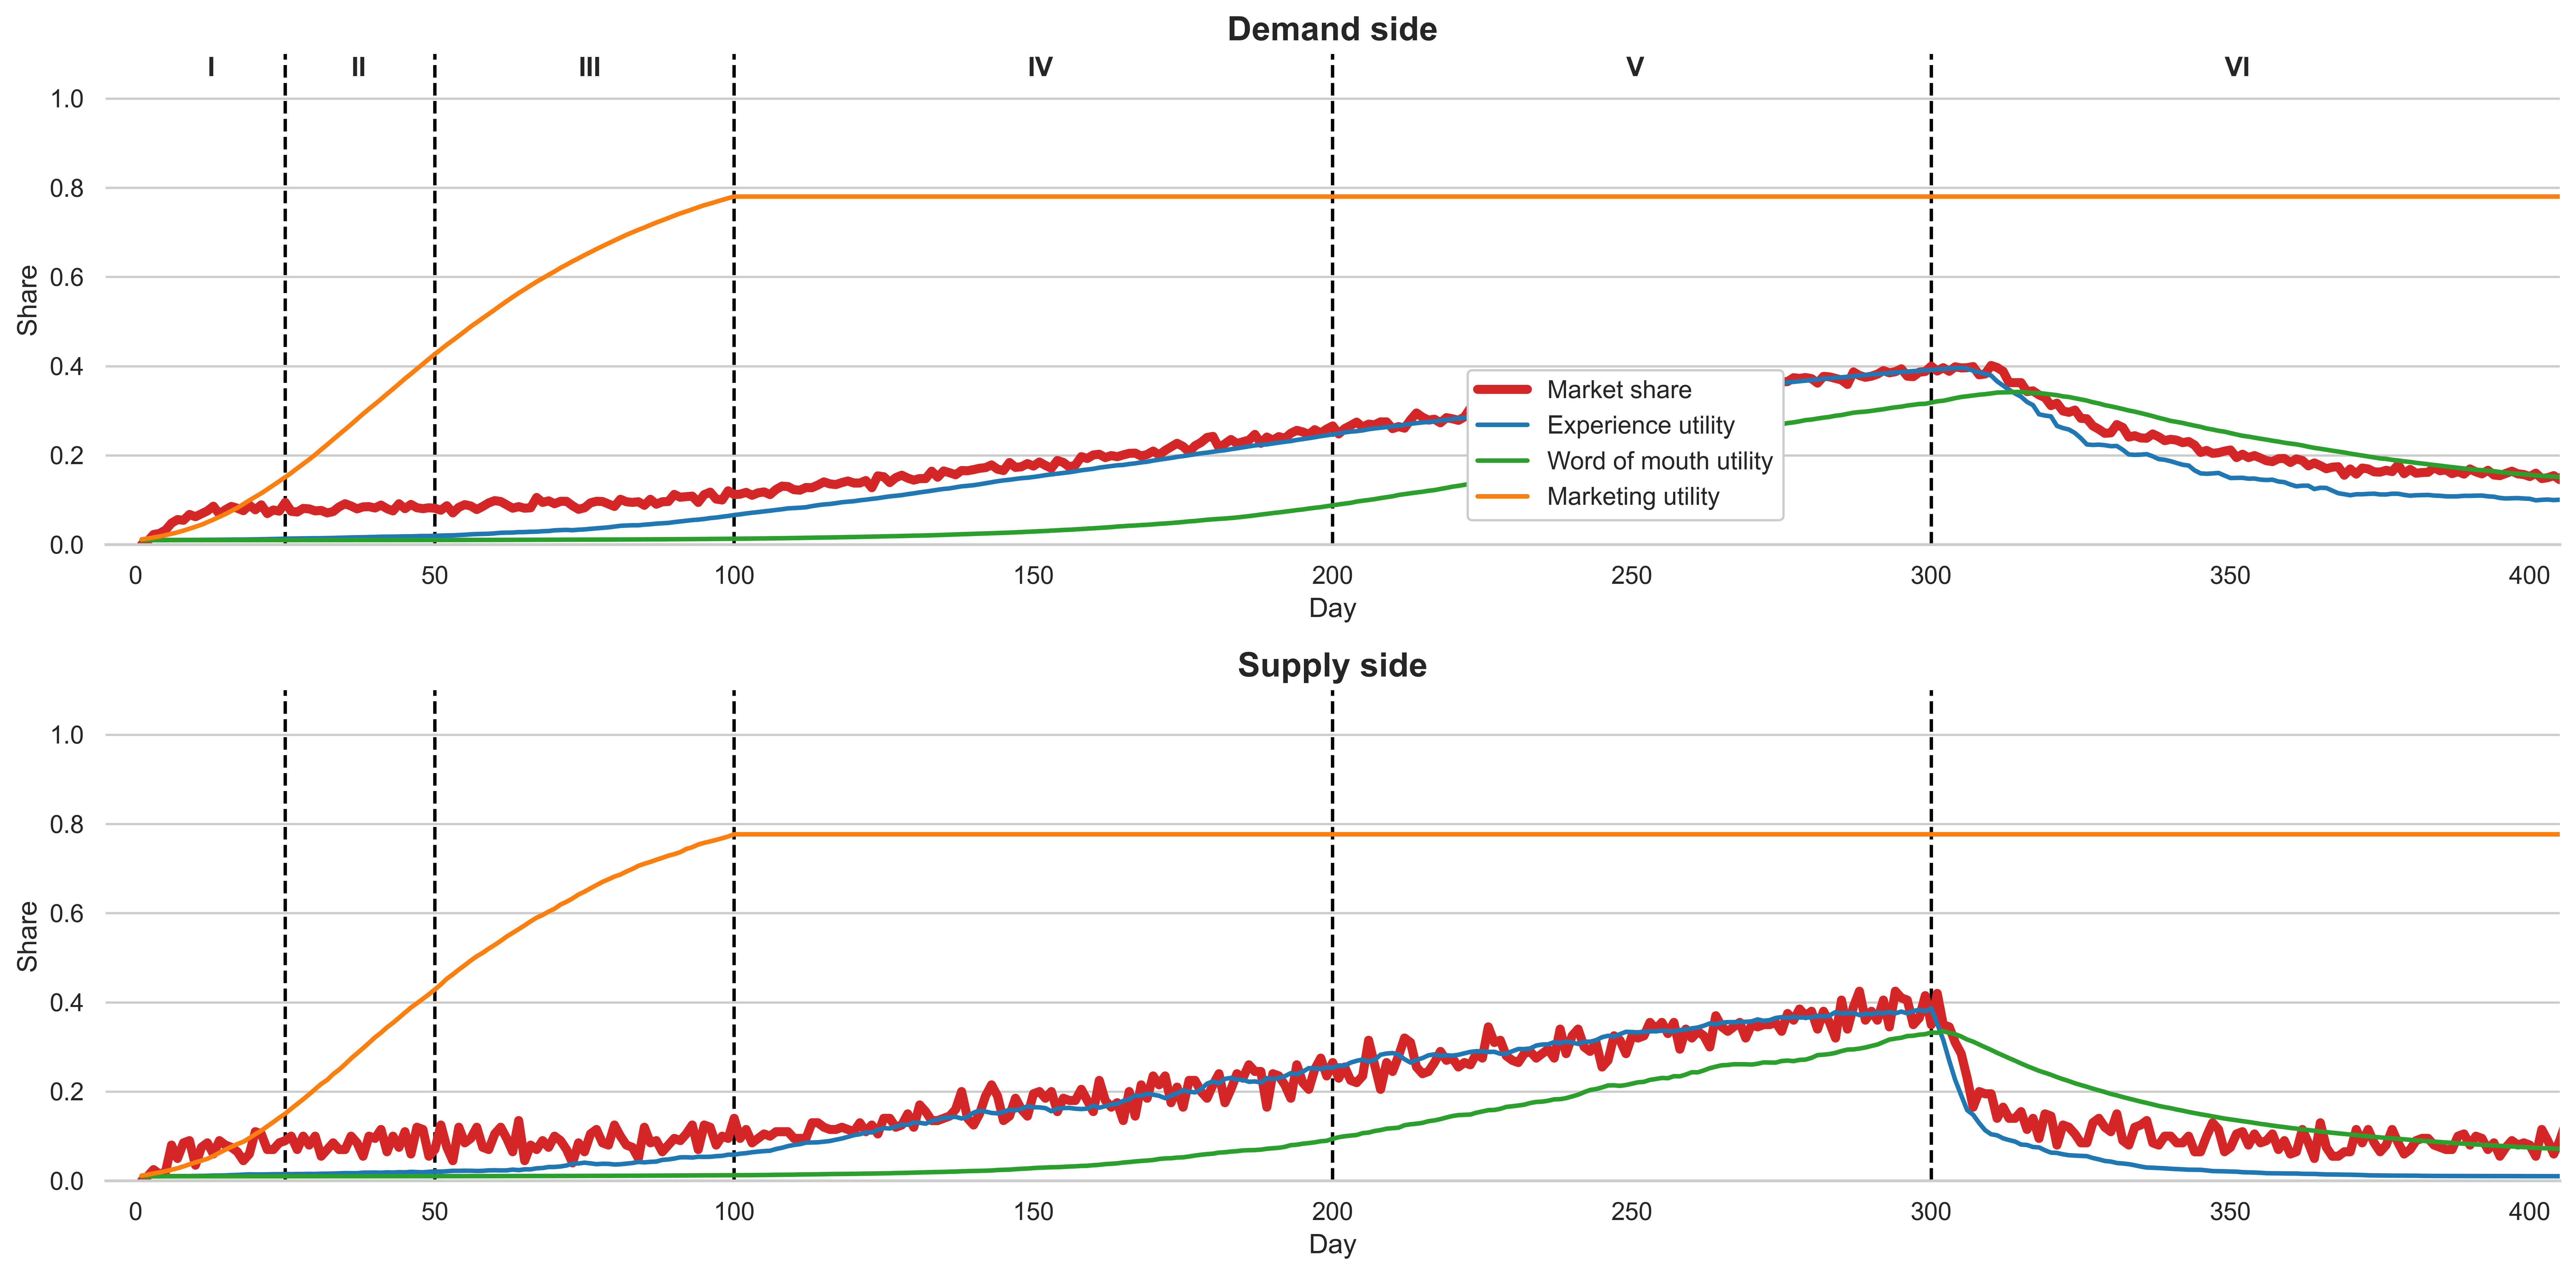 Demand side
I II III IV V VI
1.0
0.8
0.6
0.4
0.2
0.0
Share
Market share
Experience utility
Word of mouth utility
Marketing utility
0 50 100 150 200 250 300 350 400
Day
Supply side
1.0
0.8
0.6
0.4
0.2
0.0
Share
0 50 100 150 200 250 300 350 400
Day